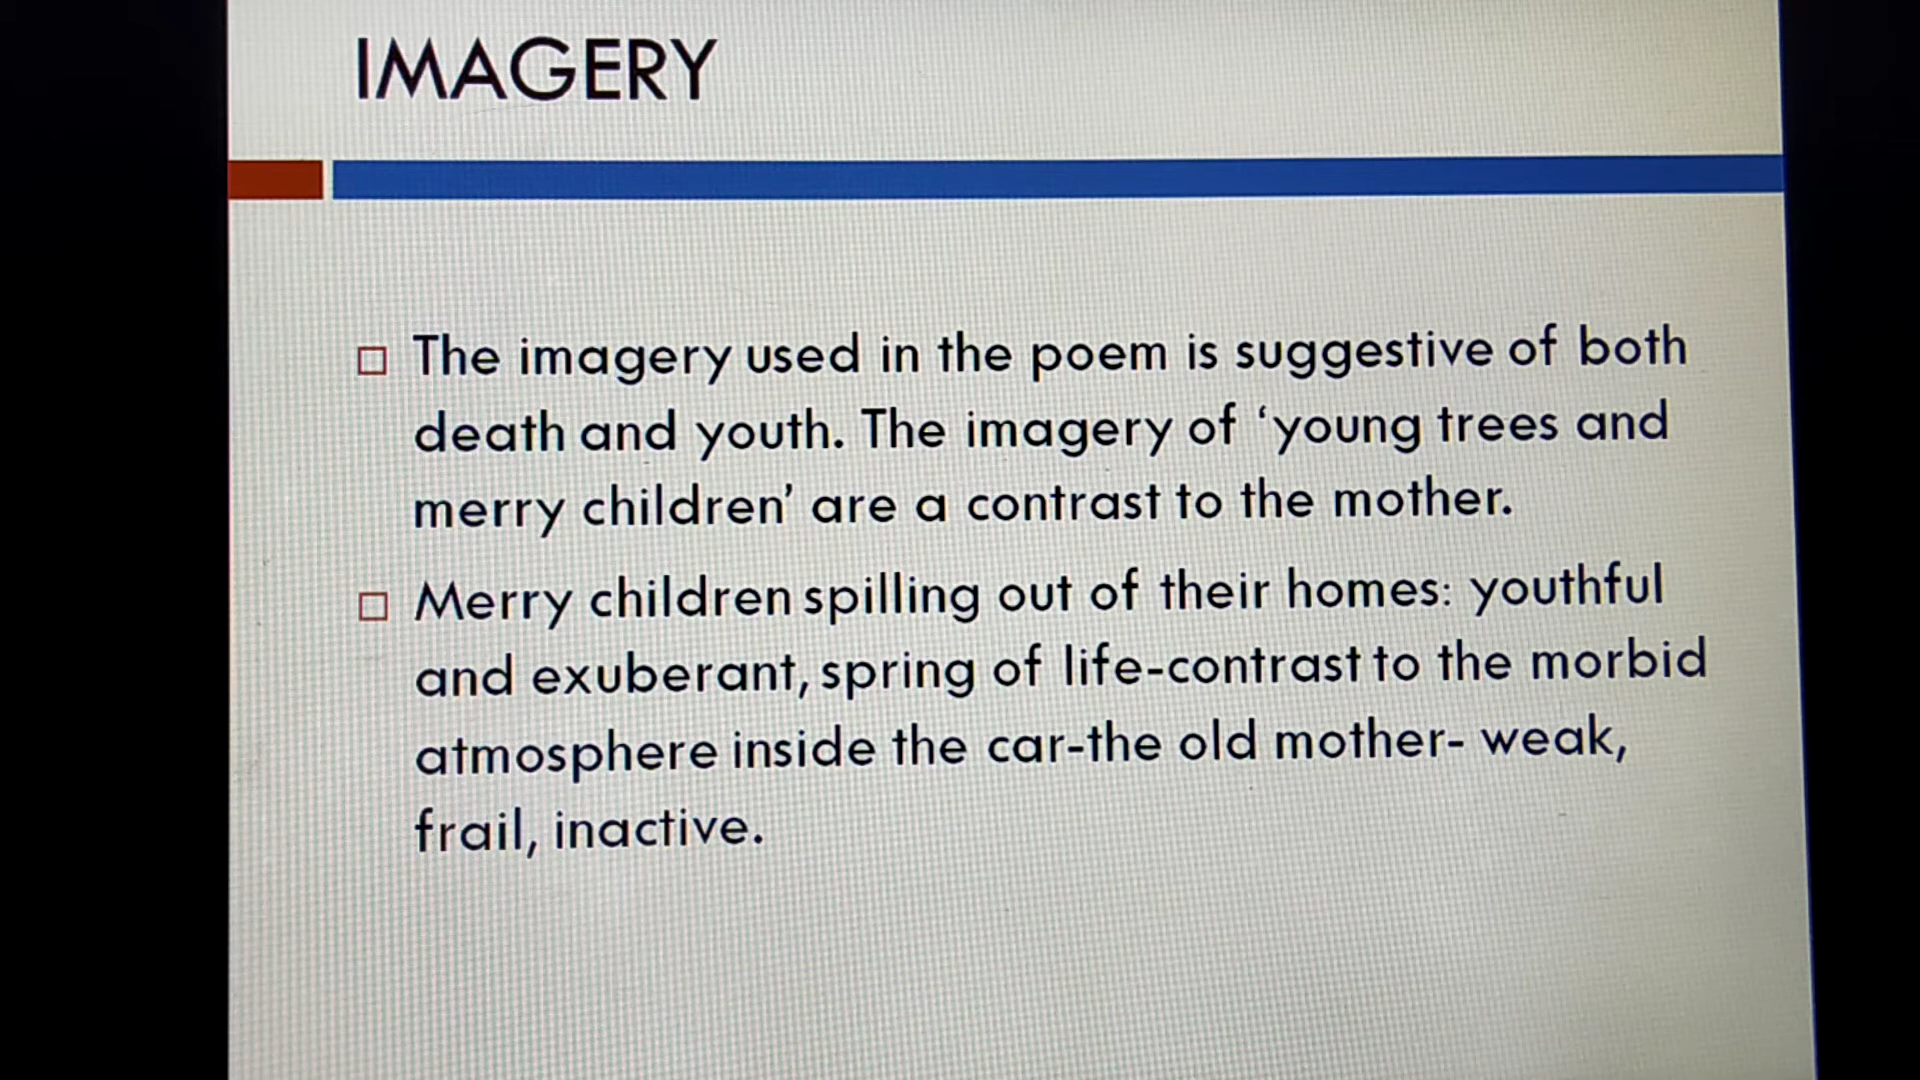 IMAGERY
The imagery used in the poem is suggestive of both
death and youth. The imagery of ‘young trees and
merry children’ are a contrast to the mother.
Merry children spilling out of their homes: youthful
and exuberant, spring of life-contrast to the morbid
atmosphere inside the car-the old mother- weak,
frail, inactive.